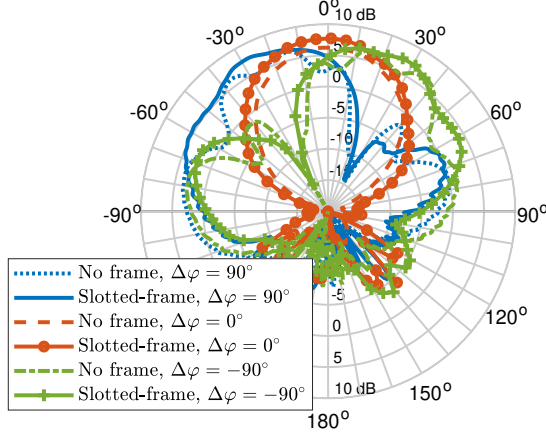 0°
10 dB
-30°
30°
5
0
-60°
60°
-5
-10
-1
-90°
90°
No frame, Δφ = 90°
Slotted-frame, Δφ = 90°
No frame, Δφ = 0°
Slotted-frame, Δφ = 0°
No frame, Δφ = −90°
Slotted-frame, Δφ = −90°
-5
0
5
10 dB
120°
150°
180°